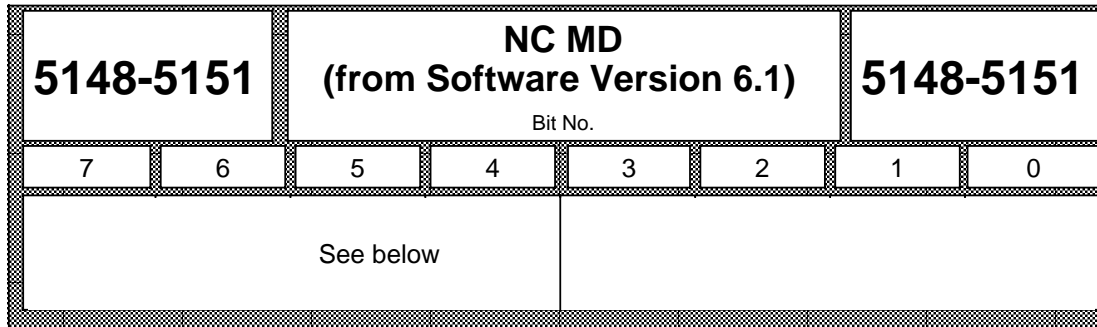 5148-5151
NC MD
(from Software Version 6.1)
Bit No.
5148-5151
7 6 5 4 3 2 1 0
See below